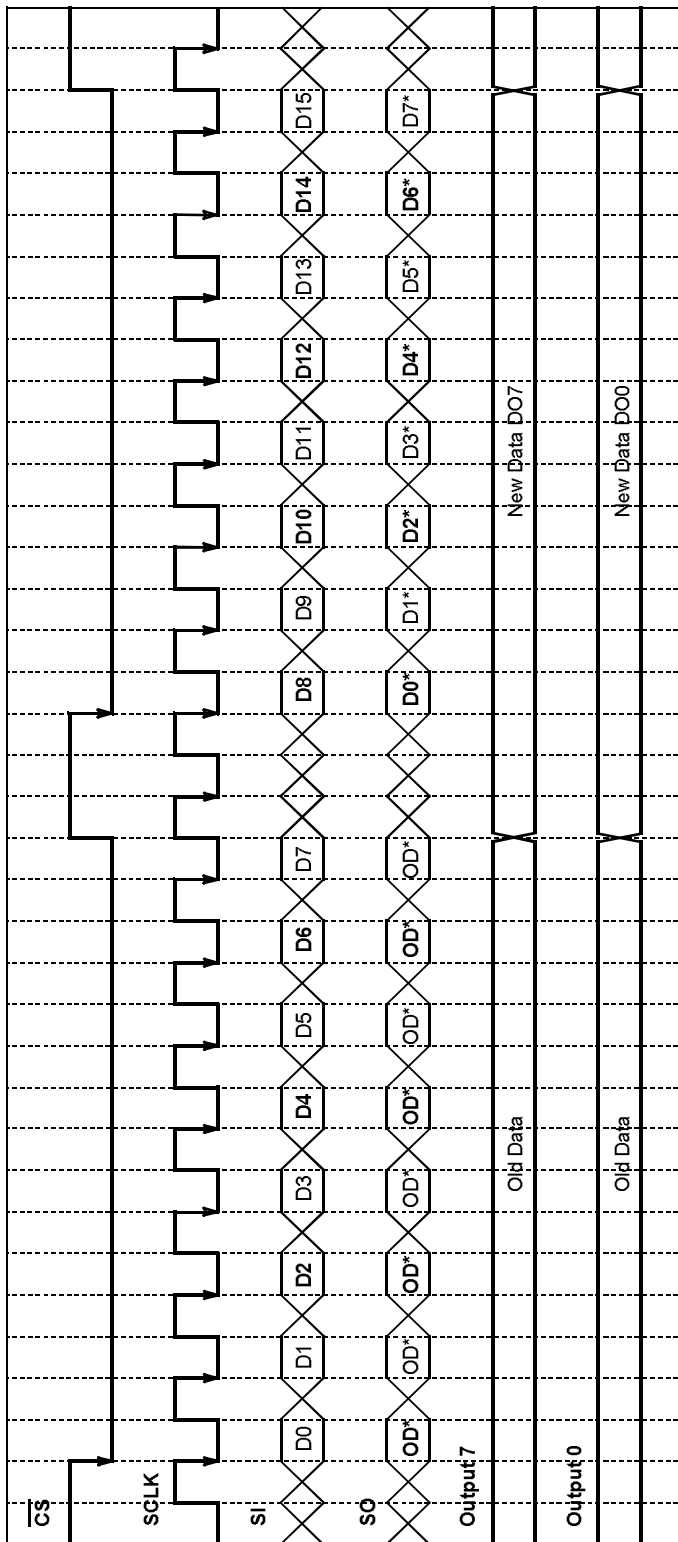 CS
SCLK
SI D0 D1 D2 D3 D4 D5 D6 D7 D8 D9 D10 D11 D12 D13 D14 D15
SO OD* OD* OD* OD* OD* OD* OD* OD* D0* D1* D2* D3* D4* D5* D6* D7*
Output 7 Old Data New Data DO7
Output 0 Old Data New Data DO0